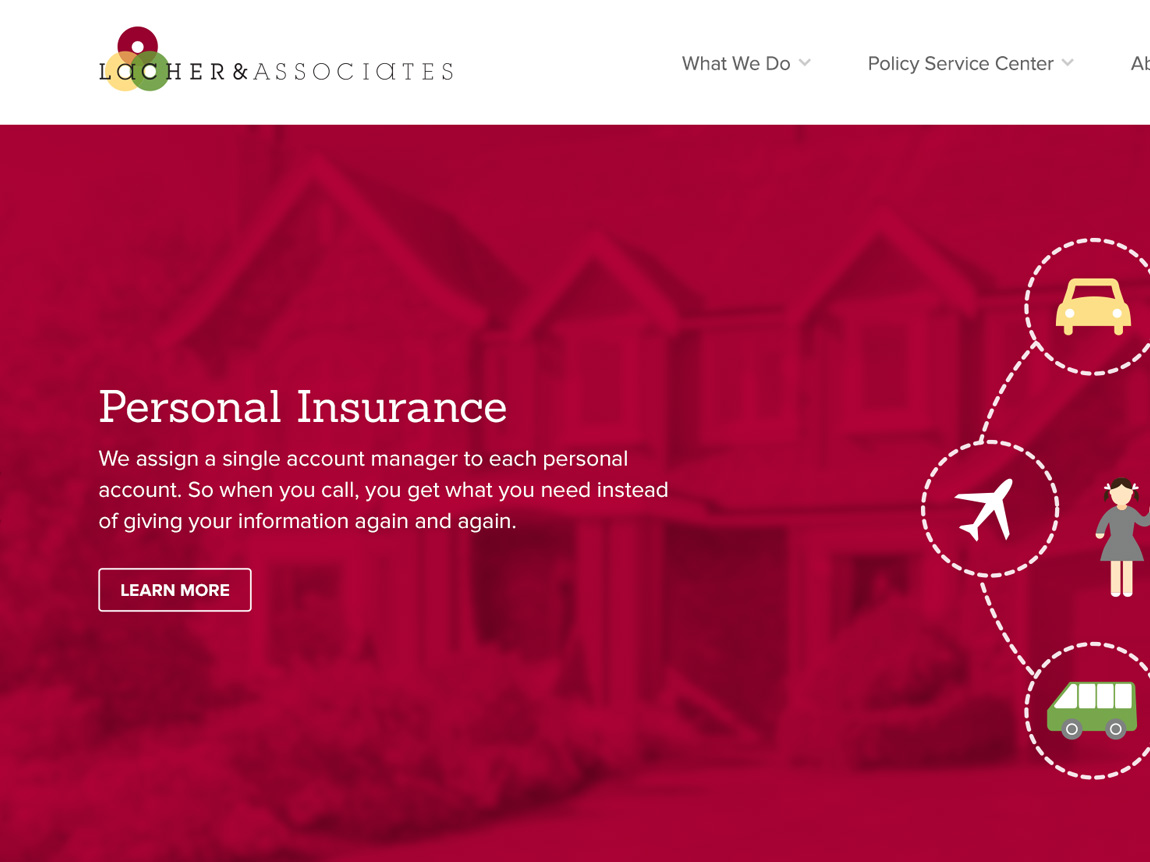 LaCHER&ASSOCIaTES
What We Do
Policy Service Center
Ab
Personal Insurance
We assign a single account manager to each personal
account. So when you call, you get what you need instead
of giving your information again and again.
LEARN MORE